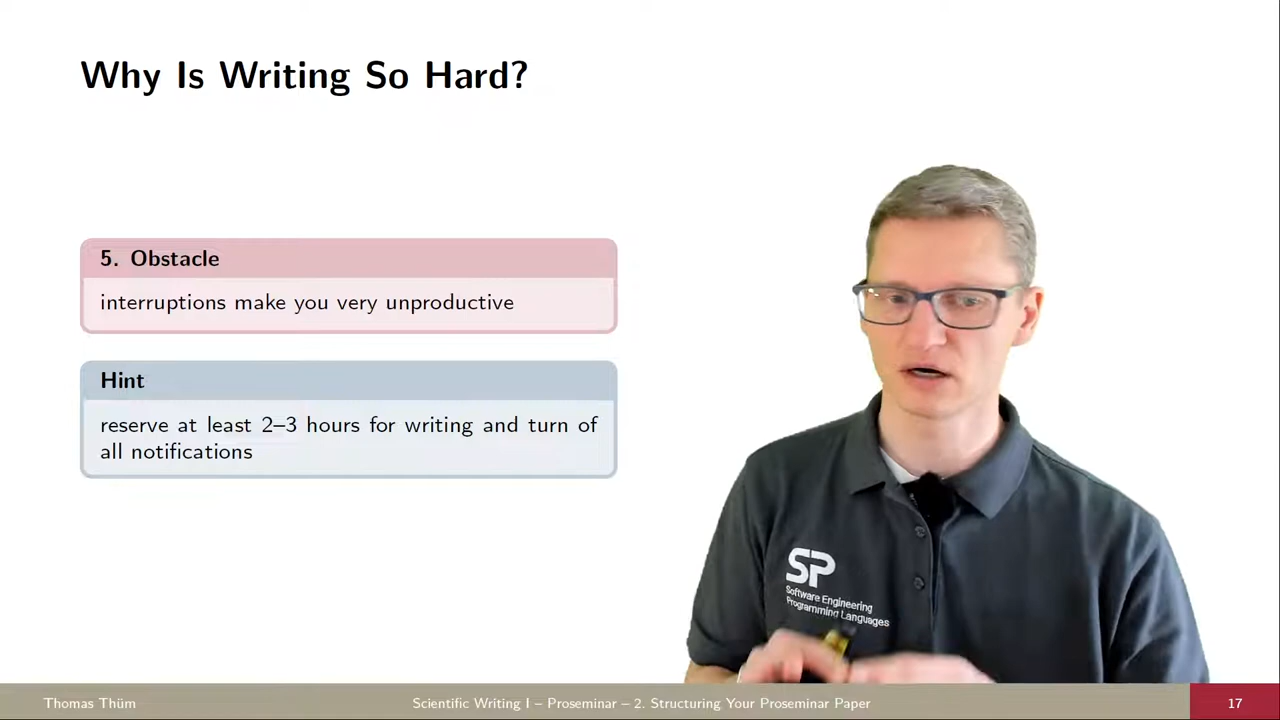 Why Is Writing So Hard?
5. Obstacle
interruptions make you very unproductive
Hint
reserve at least 2–3 hours for writing and turn of
all notifications
SP
Software Engineering
Programming Languages
Thomas Thüm
Scientific Writing I – Proseminar – 2. Structuring Your Proseminar Paper
17